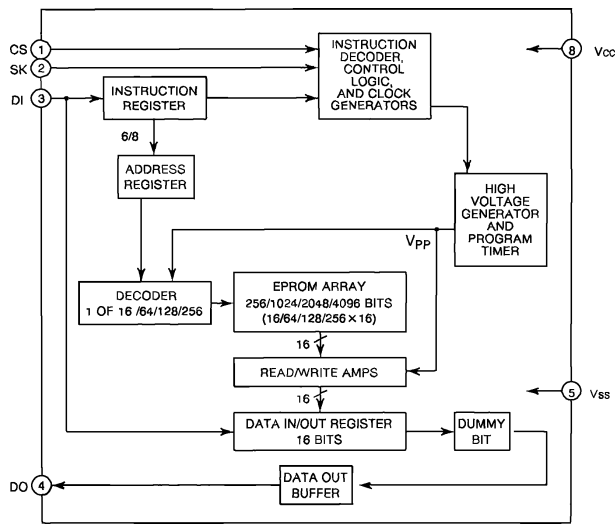 CS 1
SK 2
DI 3
INSTRUCTION
DECODER,
CONTROL
LOGIC,
AND CLOCK
GENERATORS
8 VCC
INSTRUCTION
REGISTER
6/8
ADDRESS
REGISTER
HIGH
VOLTAGE
GENERATOR
AND
PROGRAM
TIMER
VPP
DECODER
1 OF 16 /64/128/256
EPROM ARRAY
256/1024/2048/4096 BITS
(16/64/128/256 × 16)
16
READ/WRITE AMPS
16
5 VSS
DATA IN/OUT REGISTER
16 BITS
DUMMY
BIT
DO 4
DATA OUT
BUFFER